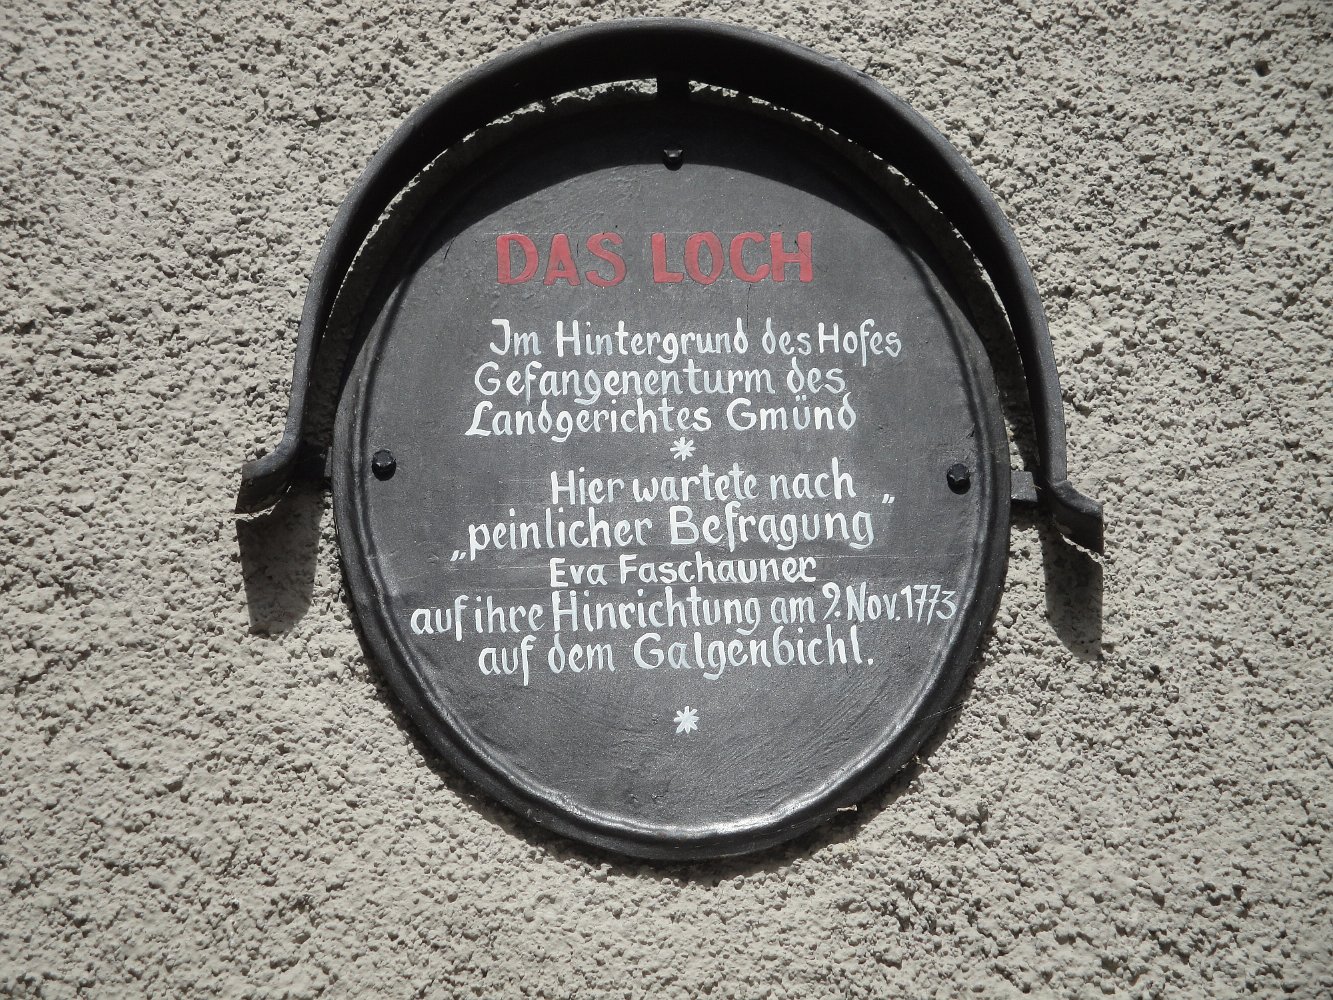 DAS LOCH
Im Hintergrund des Hofes
Gefangenenturm des
Landgerichtes Gmünd
*
Hier wartete nach
„peinlicher Befragung"
Eva Faschauner
auf ihre Hinrichtung am 9. Nov. 1773
auf dem Galgenbichl.
*